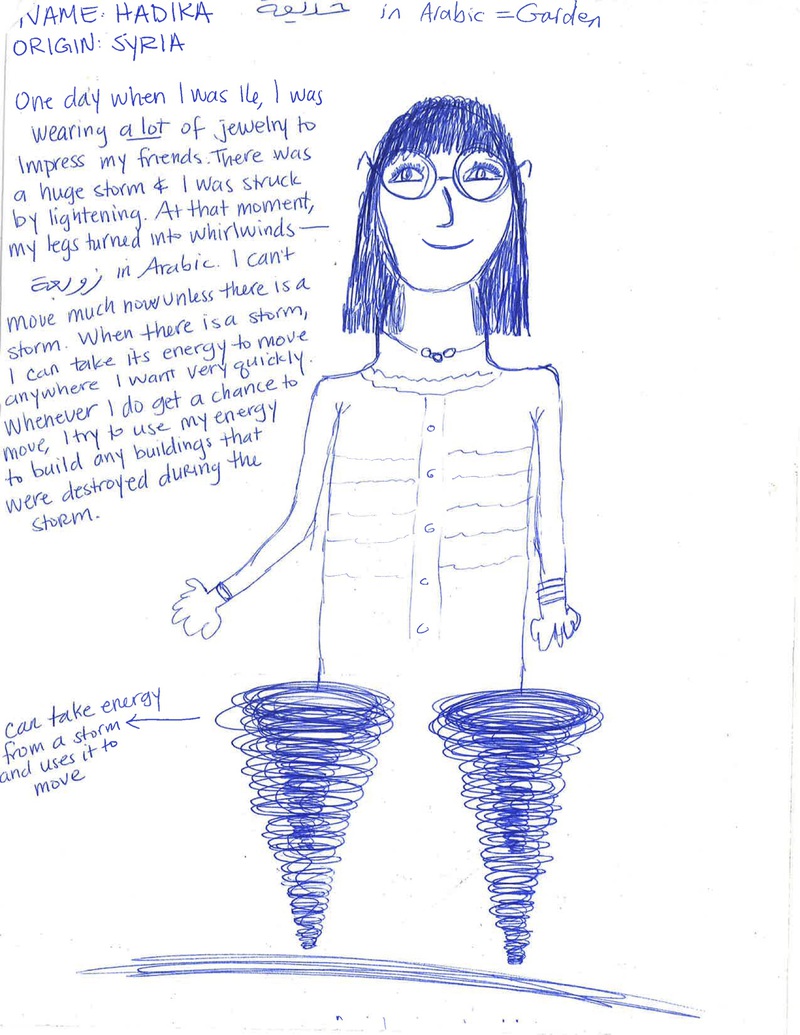 NAME: HADIKA حديقة in Arabic = Garden
ORIGIN: SYRIA
One day when I was 16, I was
wearing a lot of jewelry to
impress my friends. There was
a huge storm & I was struck
by lightening. At that moment,
my legs turned into whirlwinds —
زوبعة in Arabic. I can't
move much now unless there is a
storm. When there is a storm,
I can take its energy to move
anywhere I want very quickly.
Whenever I do get a chance to
move, I try to use my energy
to build any buildings that
were destroyed during the
storm.
can take energy
from a storm
and uses it to
move